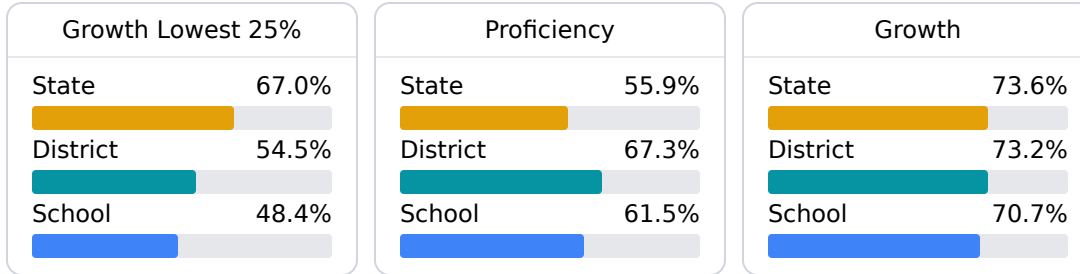 Growth Lowest 25%
State 67.0%
District 54.5%
School 48.4%
Proficiency
State 55.9%
District 67.3%
School 61.5%
Growth
State 73.6%
District 73.2%
School 70.7%